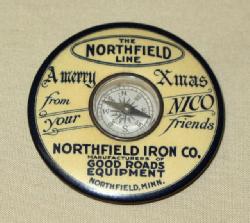 THE
NORTHFIELD
LINE
A merry Xmas
from NICO
your friends
NORTHFIELD IRON CO.
MANUFACTURERS OF
GOOD ROADS
EQUIPMENT
NORTHFIELD, MINN.